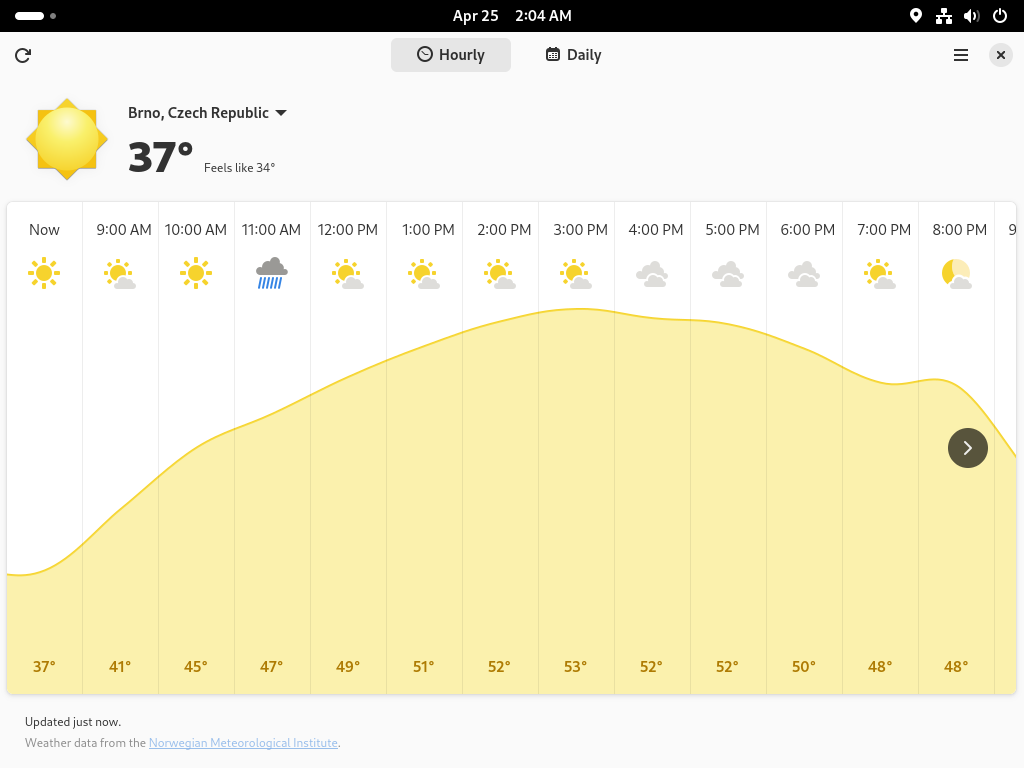 Apr 25 2:04 AM
Hourly Daily
Brno, Czech Republic
37° Feels like 34°
Now 9:00 AM 10:00 AM 11:00 AM 12:00 PM 1:00 PM 2:00 PM 3:00 PM 4:00 PM 5:00 PM 6:00 PM 7:00 PM 8:00 PM 9
37° 41° 45° 47° 49° 51° 52° 53° 52° 52° 50° 48° 48°
Updated just now.
Weather data from the Norwegian Meteorological Institute.